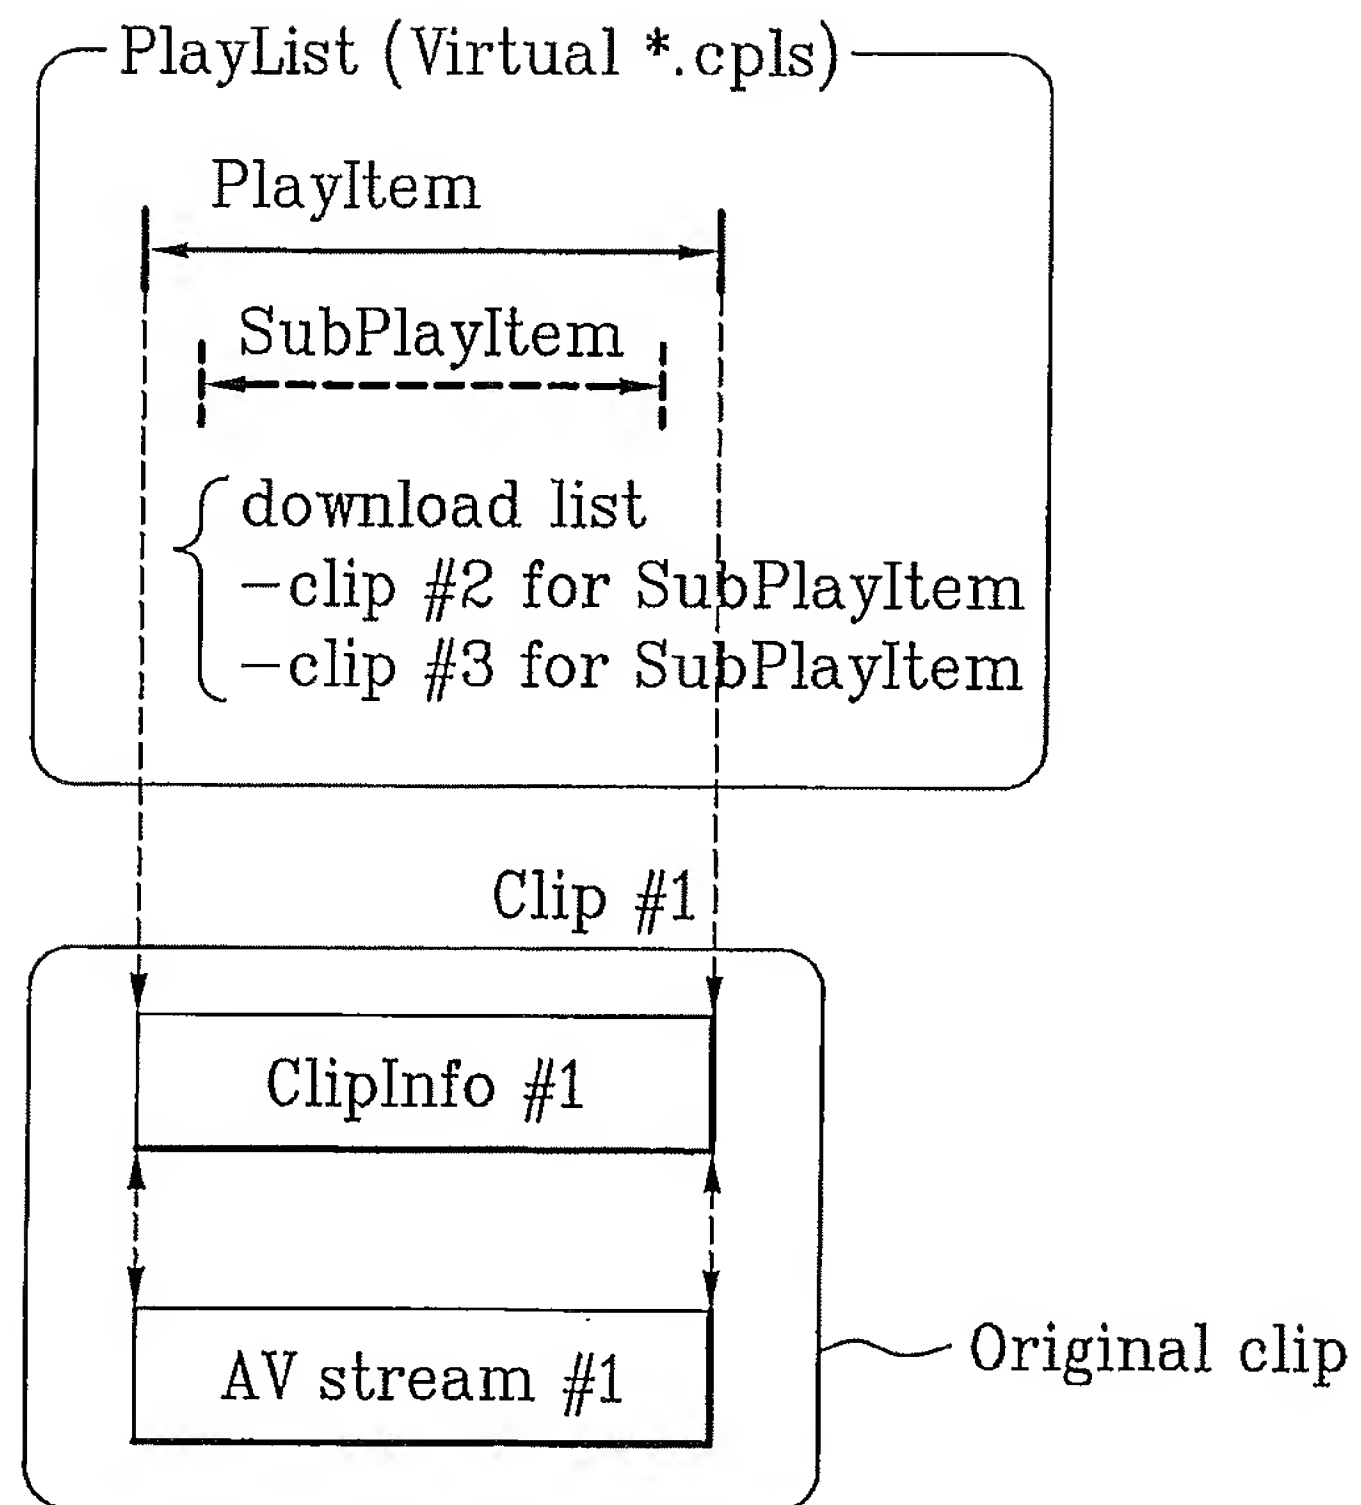 PlayList (Virtual *.cpls)
PlayItem
SubPlayItem
download list
-clip #2 for SubPlayItem
-clip #3 for SubPlayItem
Clip #1
ClipInfo #1
AV stream #1
Original clip